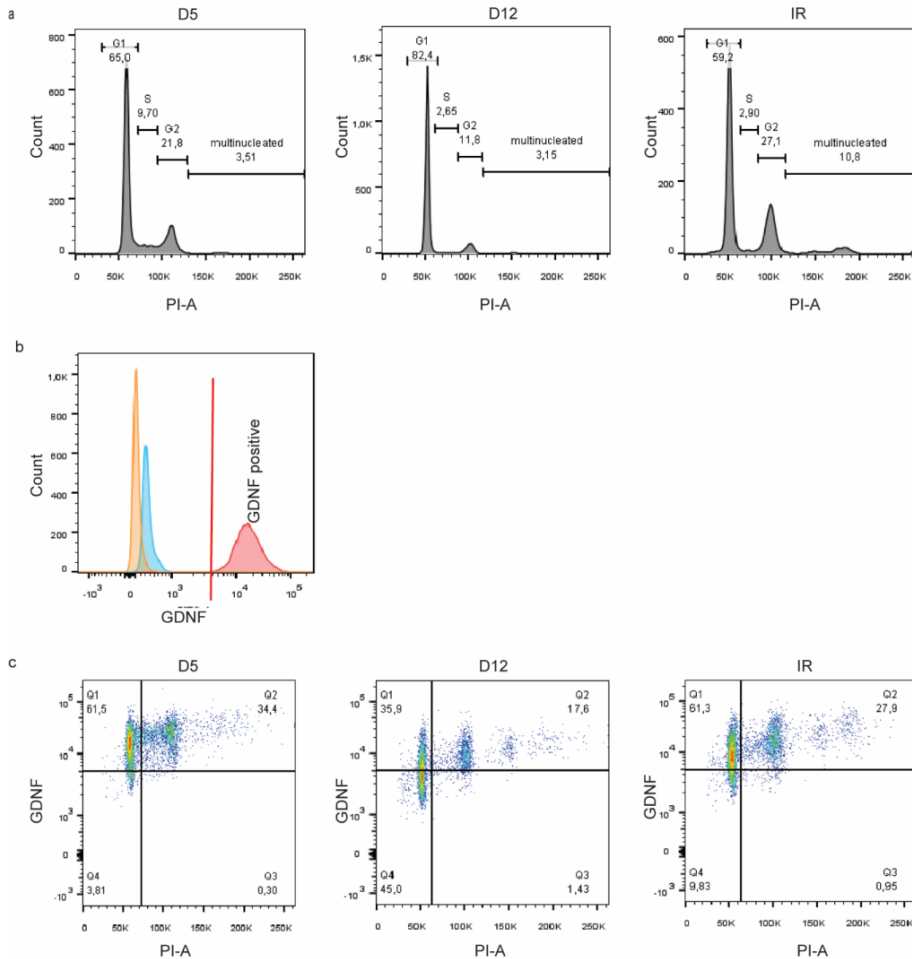 a
D5
D12
IR
800
600
400
200
0
Count
G1
65,0
S
9,70
G2
21,8
multinucleated
3,51
0 50K 100K 150K 200K 250K
PI-A
1,5K
1,0K
500
0
Count
G1
82,4
S
2,65
G2
11,8
multinucleated
3,15
0 50K 100K 150K 200K 250K
PI-A
600
400
200
0
Count
G1
59,2
S
2,90
G2
27,1
multinucleated
10,8
0 50K 100K 150K 200K 250K
PI-A
b
1,0K
800
600
400
200
0
Count
GDNF positive
-10³ 0 10³ 10⁴ 10⁵
GDNF
c
D5
D12
IR
10⁵
10⁴
10³
0
-10³
GDNF
Q1
61,5
Q2
34,4
Q4
3,81
Q3
0,30
0 50K 100K 150K 200K 250K
PI-A
10⁵
10⁴
10³
0
-10³
GDNF
Q1
35,9
Q2
17,6
Q4
45,0
Q3
1,43
0 50K 100K 150K 200K 250K
PI-A
10⁵
10⁴
10³
0
-10³
GDNF
Q1
61,3
Q2
27,9
Q4
9,83
Q3
0,95
0 50K 100K 150K 200K 250K
PI-A